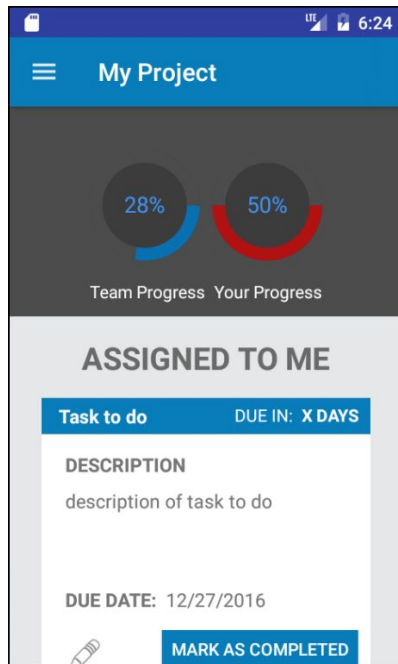 LTE 6:24
My Project
28% 50%
Team Progress Your Progress
ASSIGNED TO ME
Task to do DUE IN: X DAYS
DESCRIPTION
description of task to do
DUE DATE: 12/27/2016
MARK AS COMPLETED